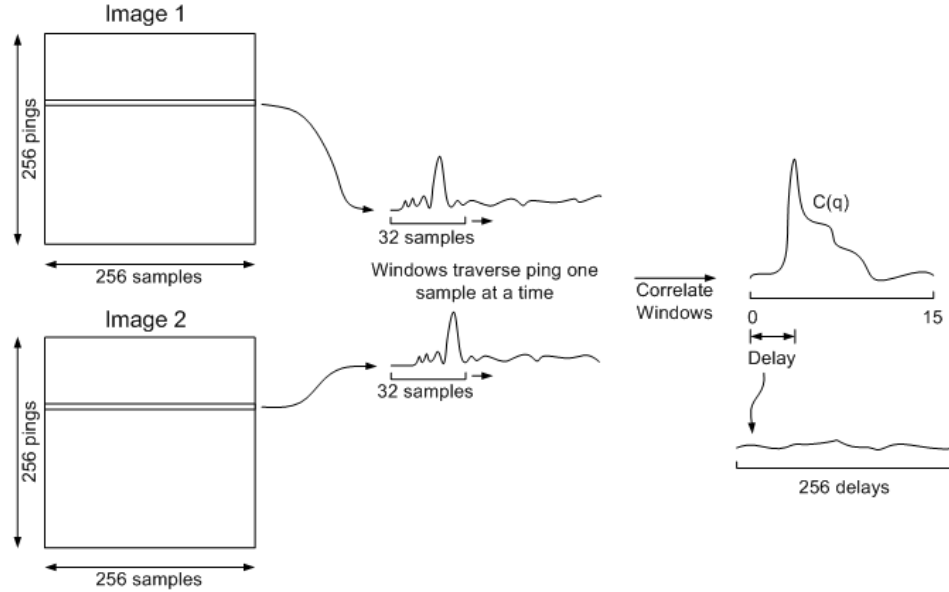 Image 1
256 pings
256 samples
32 samples
Windows traverse ping one
sample at a time
Image 2
256 pings
256 samples
32 samples
Correlate
Windows
C(q)
0
15
Delay
256 delays